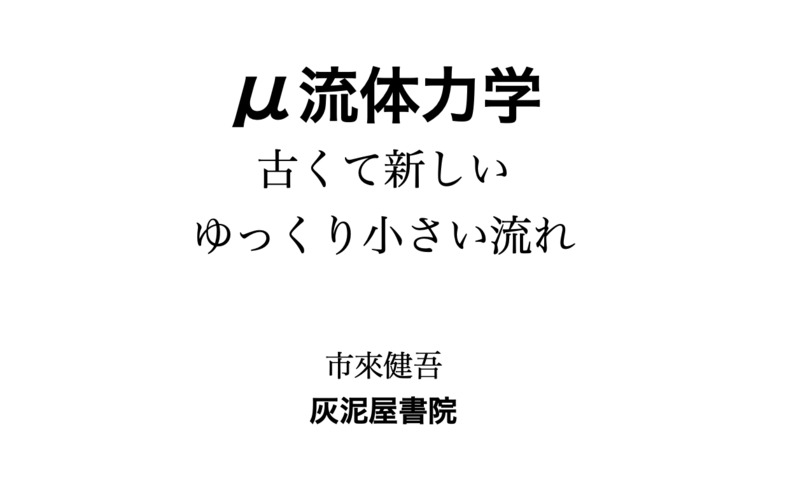 μ流体力学
古くて新しい
ゆっくり小さい流れ
市來健吾
灰泥屋書院